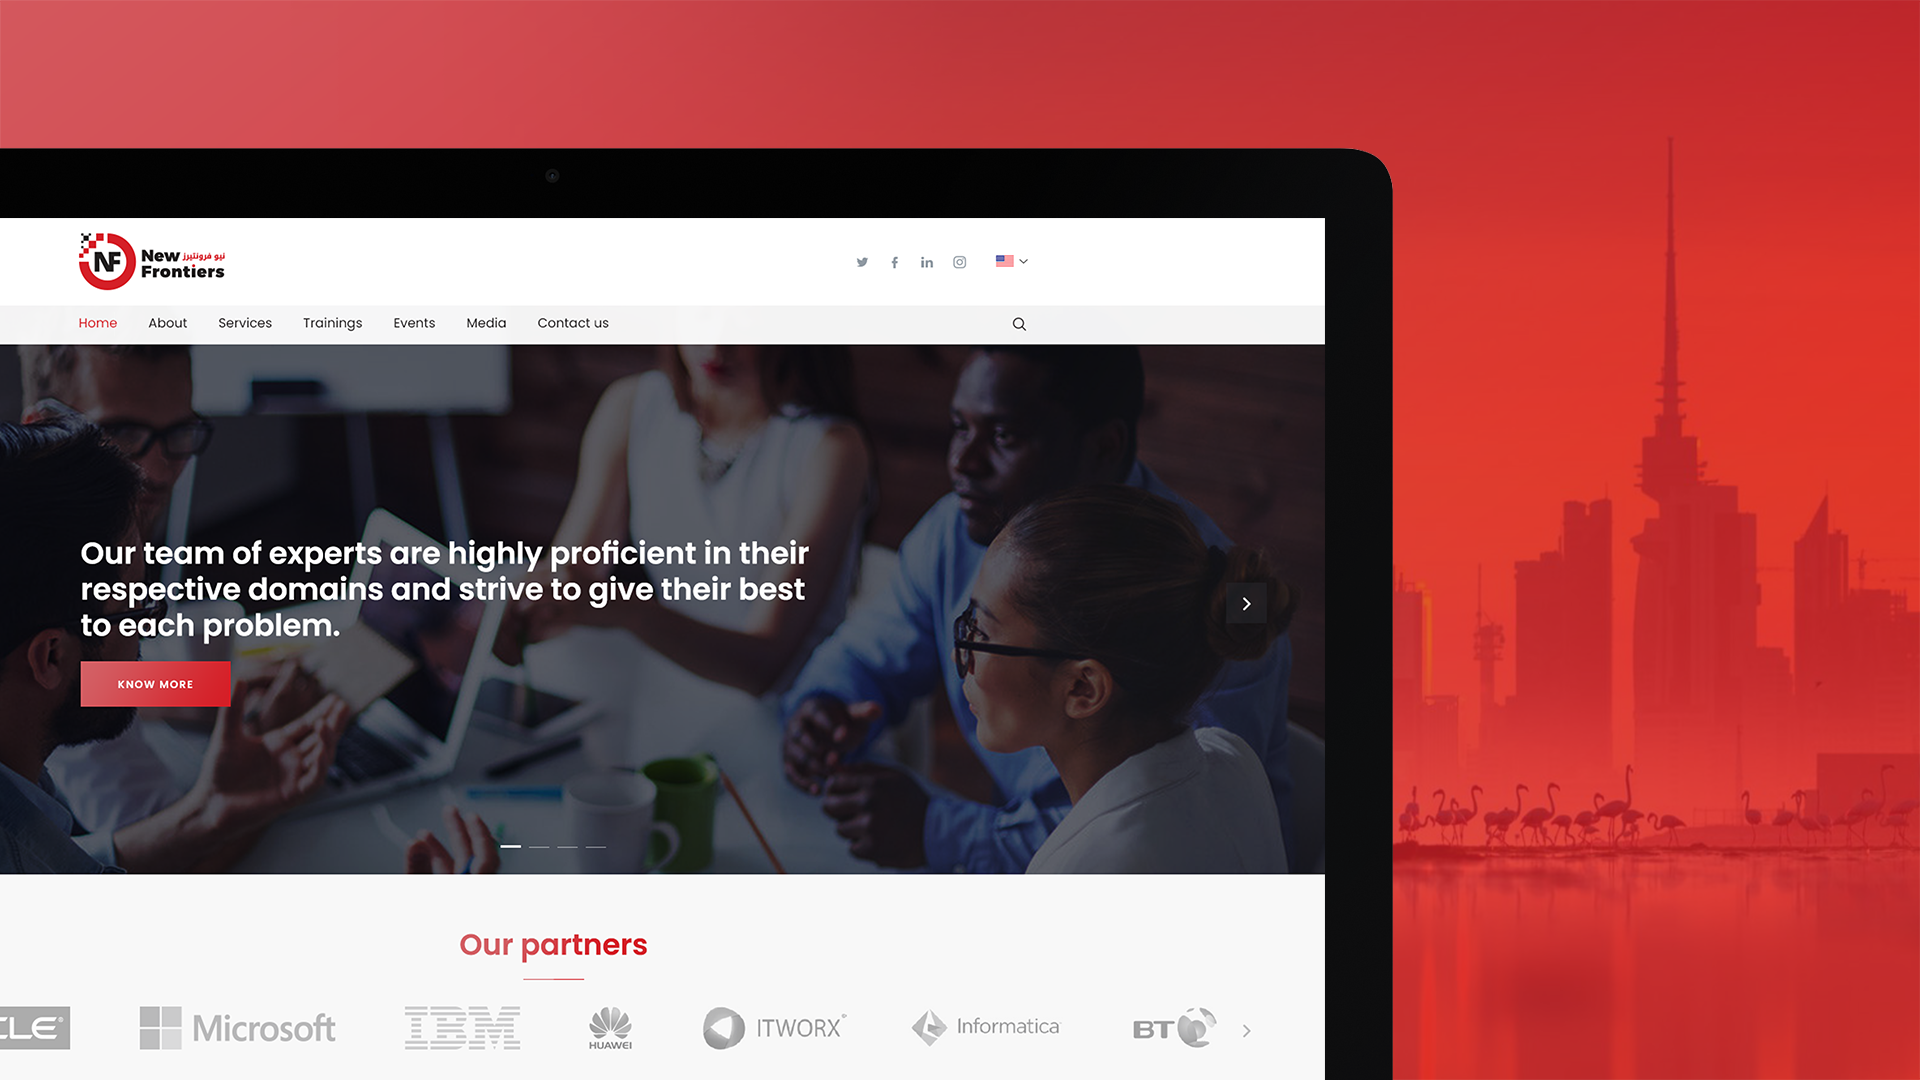 NF
New نيو فرونتيرز
Frontiers
Home About Services Trainings Events Media Contact us
Our team of experts are highly proficient in their
respective domains and strive to give their best
to each problem.
KNOW MORE
Our partners
CLE® Microsoft IBM HUAWEI ITWORX Informatica BT